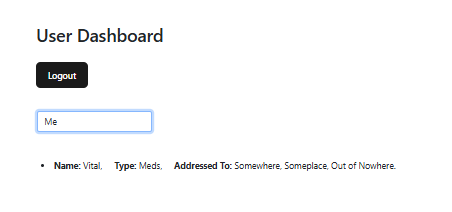 User Dashboard
Logout
Me
• Name: Vital, Type: Meds, Addressed To: Somewhere, Someplace, Out of Nowhere.